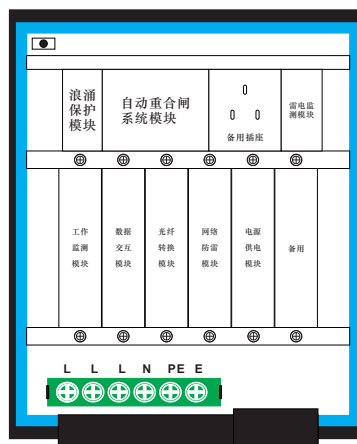 浪涌
保护
模块
自动重合闸
系统模块
备用插座
雷电监
测模块
工作
监测
模块
数据
交互
模块
光纤
转换
模块
网络
防雷
模块
电源
供电
模块
备用
L L L N PE E